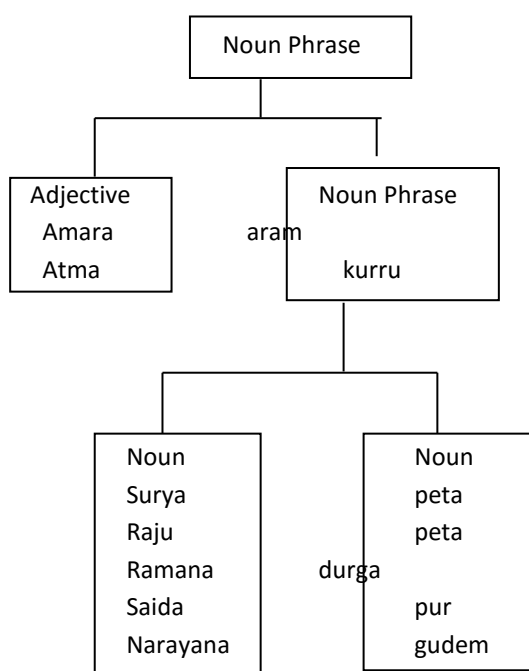 Noun Phrase
Adjective Noun Phrase
Amara aram
Atma kurru
Noun Noun
Surya peta
Raju peta
Ramana durga
Saida pur
Narayana gudem